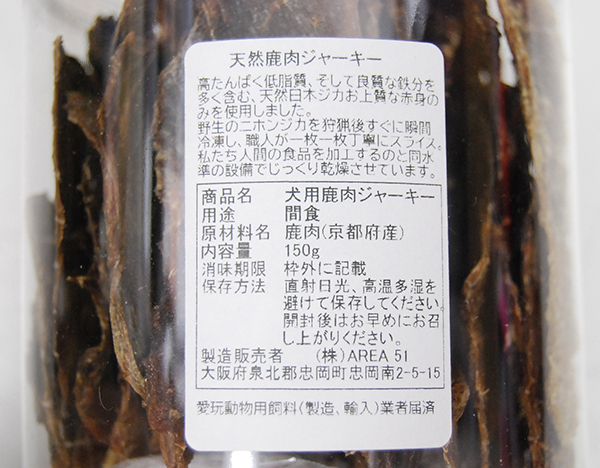 天然鹿肉ジャーキー
高たんぱく低脂質、そして良質な鉄分を
多く含む、天然日本ジカお上質な赤身の
みを使用しました。
野生のニホンジカを狩猟後すぐに瞬間
冷凍し、職人が一枚一枚丁寧にスライス。
私たち人間の食品を加工するのと同水
準の設備でじっくり乾燥させています。
商品名 犬用鹿肉ジャーキー
用途 間食
原材料名 鹿肉(京都府産)
内容量 150g
消味期限 枠外に記載
保存方法 直射日光、高温多湿を
避けて保存してください。
開封後はお早めにお召
し上がりください。
製造販売者 (株)AREA 51
大阪府泉北郡忠岡町忠岡南2-5-15
愛玩動物用飼料(製造、輸入)業者届済